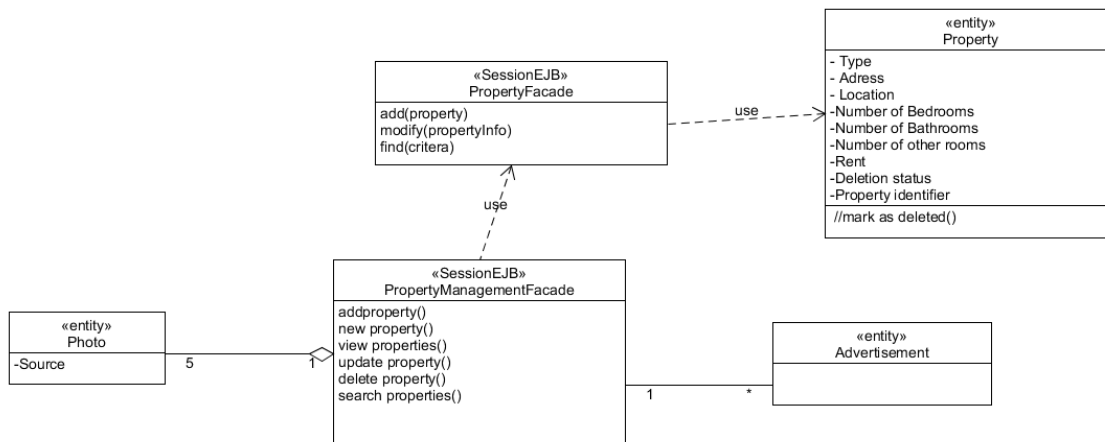 «entity»
Property
- Type
- Adress
- Location
-Number of Bedrooms
-Number of Bathrooms
-Number of other rooms
-Rent
-Deletion status
-Property identifier
//mark as deleted()
«SessionEJB»
PropertyFacade
add(property)
modify(propertyInfo)
find(critera)
use
use
«SessionEJB»
PropertyManagementFacade
addproperty()
new property()
view properties()
update property()
delete property()
search properties()
«entity»
Photo
-Source
5
1
«entity»
Advertisement
1
*